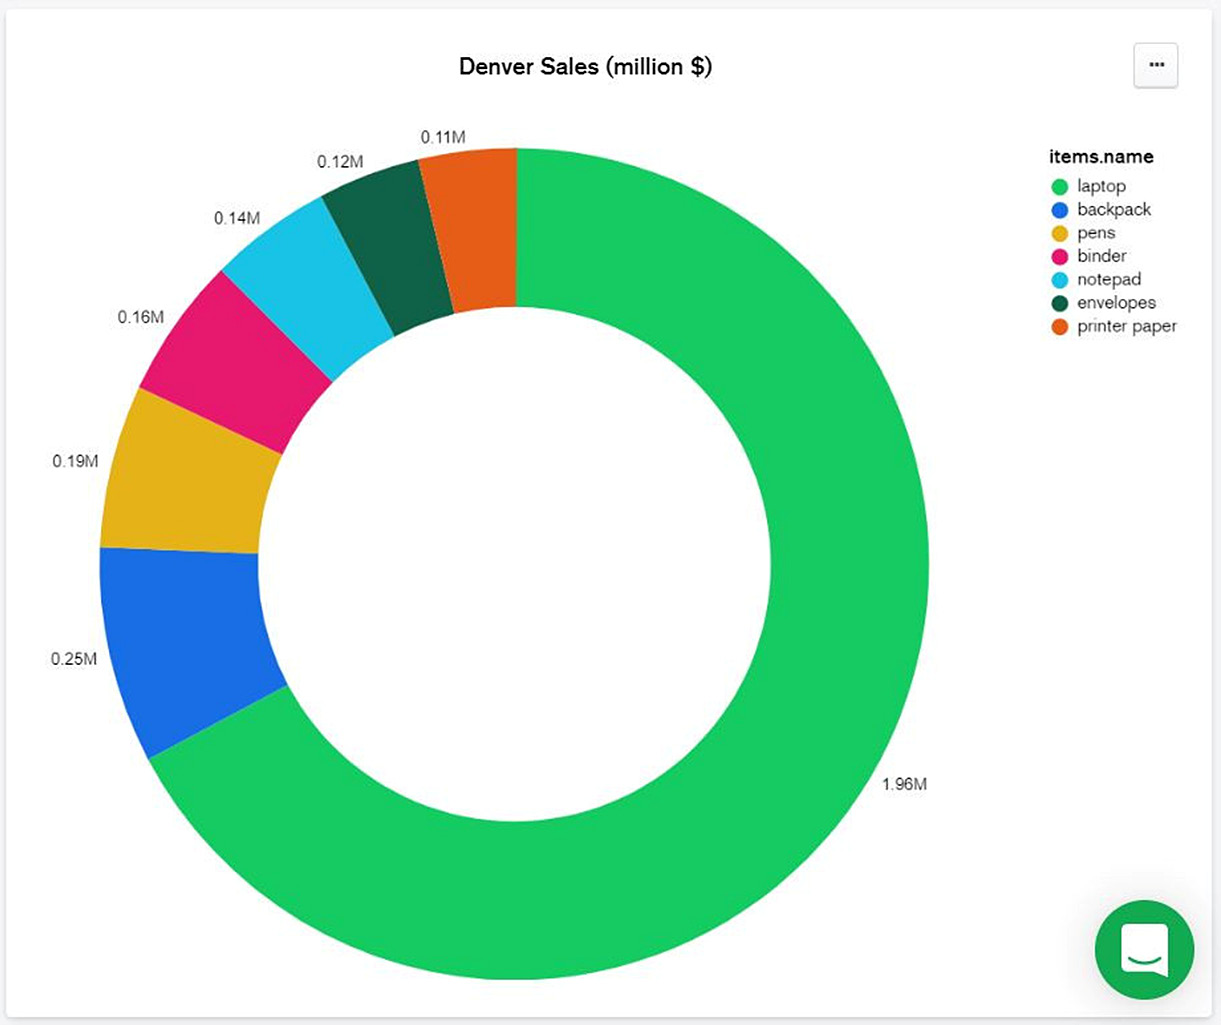 Denver Sales (million $)
...
0.11M
0.12M
0.14M
0.16M
0.19M
0.25M
1.96M
items.name
laptop
backpack
pens
binder
notepad
envelopes
printer paper